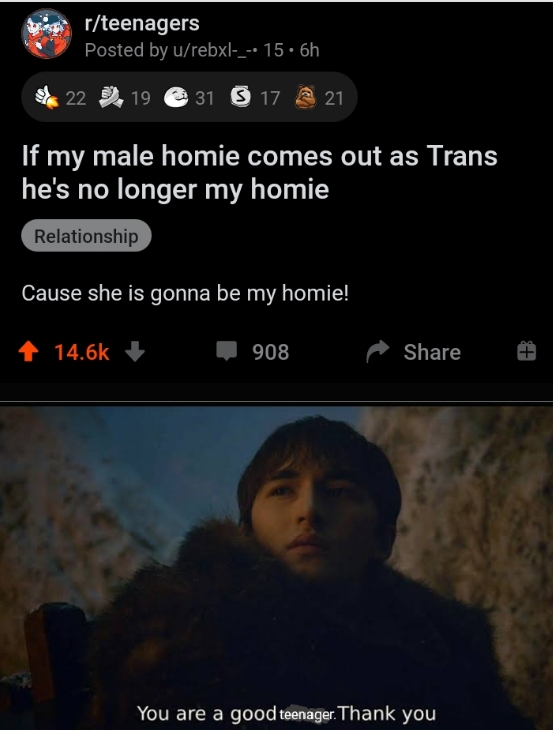 r/teenagers
Posted by u/rebxl-_-• 15 • 6h
22 19 31 S 17 21
If my male homie comes out as Trans
he's no longer my homie
Relationship
Cause she is gonna be my homie!
14.6k 908 Share
You are a good teenager. Thank you